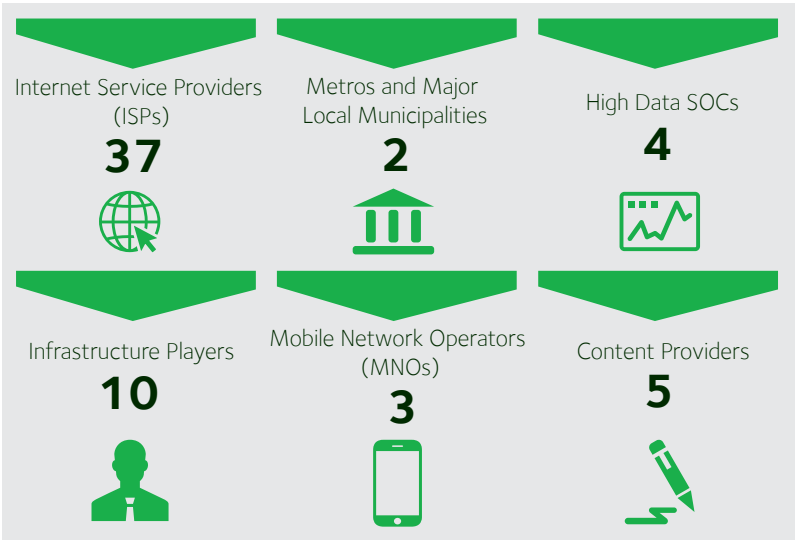 Internet Service Providers
(ISPs)
37
Metros and Major
Local Municipalities
2
High Data SOCs
4
Infrastructure Players
10
Mobile Network Operators
(MNOs)
3
Content Providers
5